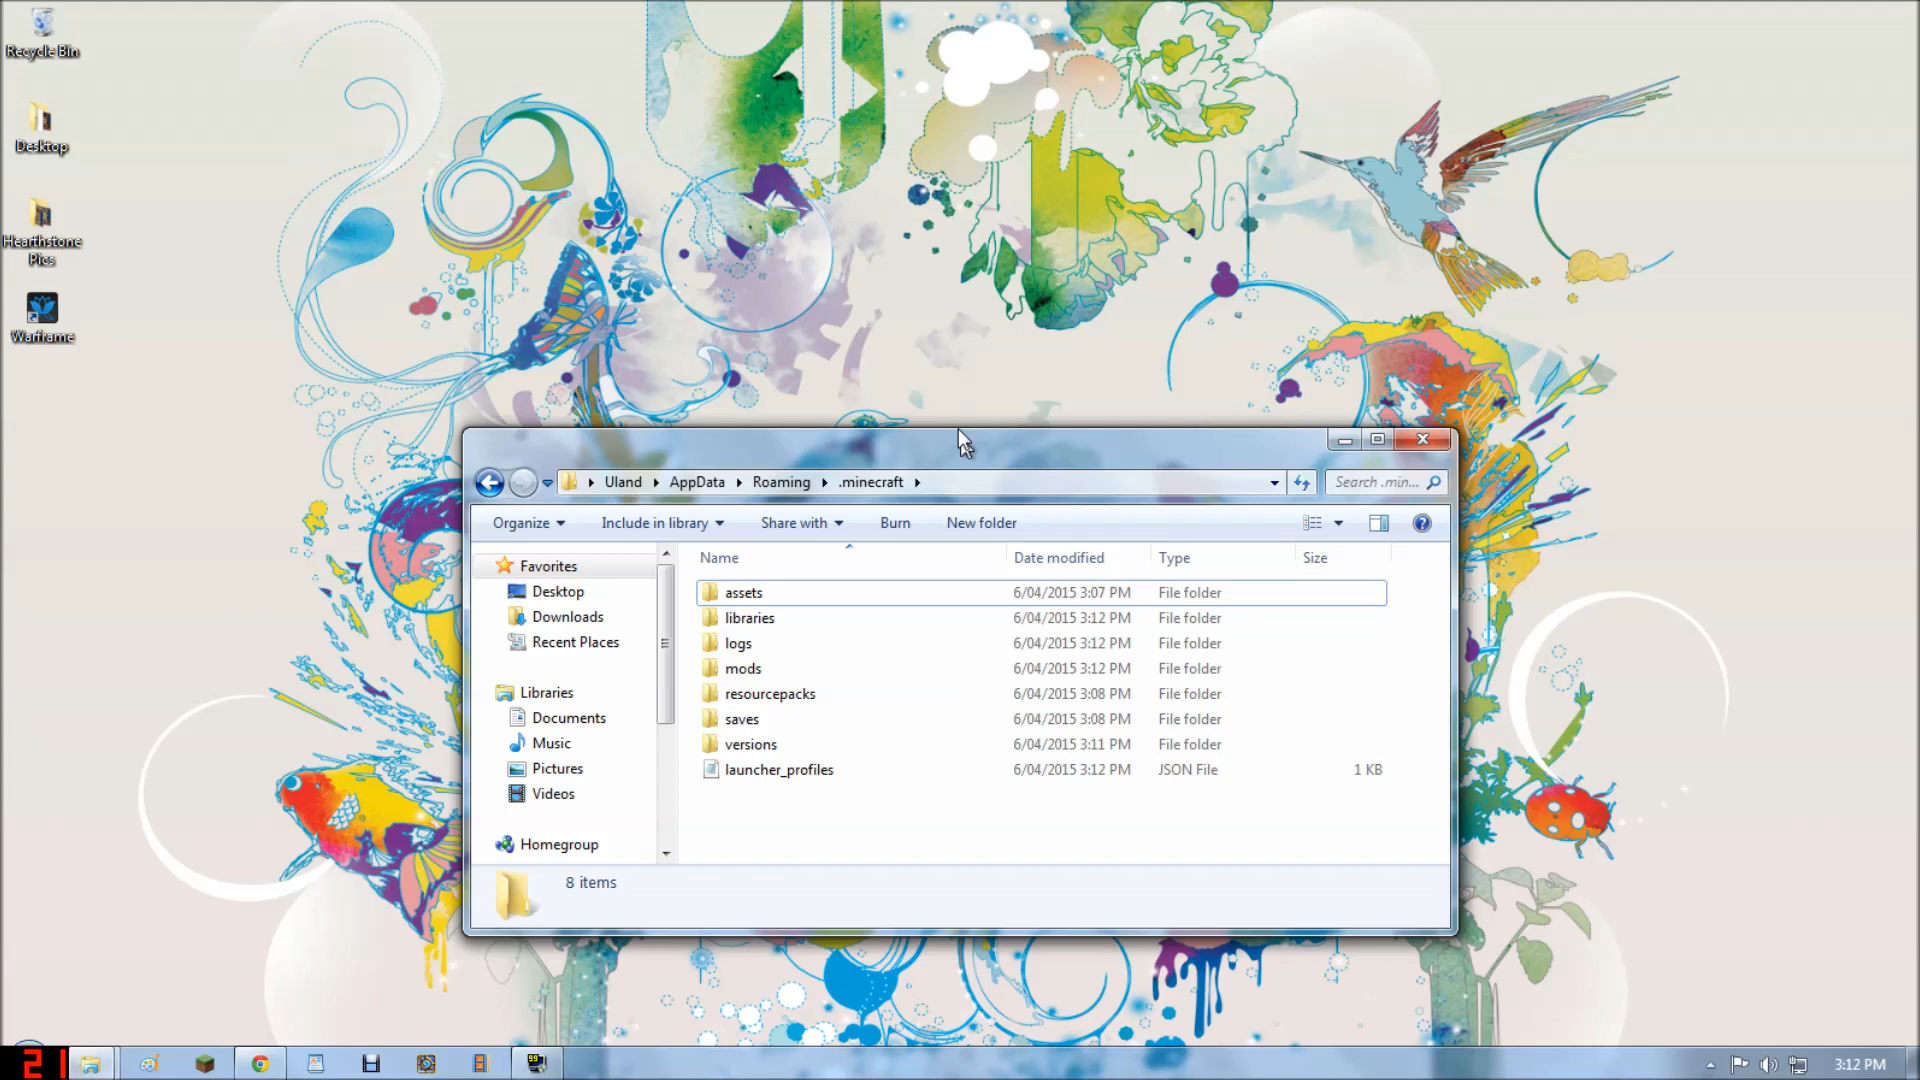 Recycle Bin
Desktop
Hearthstone
Pics
Warframe
Uland AppData Roaming .minecraft
Search .min...
Organize Include in library Share with Burn New folder
Name Date modified Type Size
Favorites
Desktop
Downloads
Recent Places
Libraries
Documents
Music
Pictures
Videos
Homegroup
assets 6/04/2015 3:07 PM File folder
libraries 6/04/2015 3:12 PM File folder
logs 6/04/2015 3:12 PM File folder
mods 6/04/2015 3:12 PM File folder
resourcepacks 6/04/2015 3:08 PM File folder
saves 6/04/2015 3:08 PM File folder
versions 6/04/2015 3:11 PM File folder
launcher_profiles 6/04/2015 3:12 PM JSON File 1 KB
8 items
21
99
3:12 PM